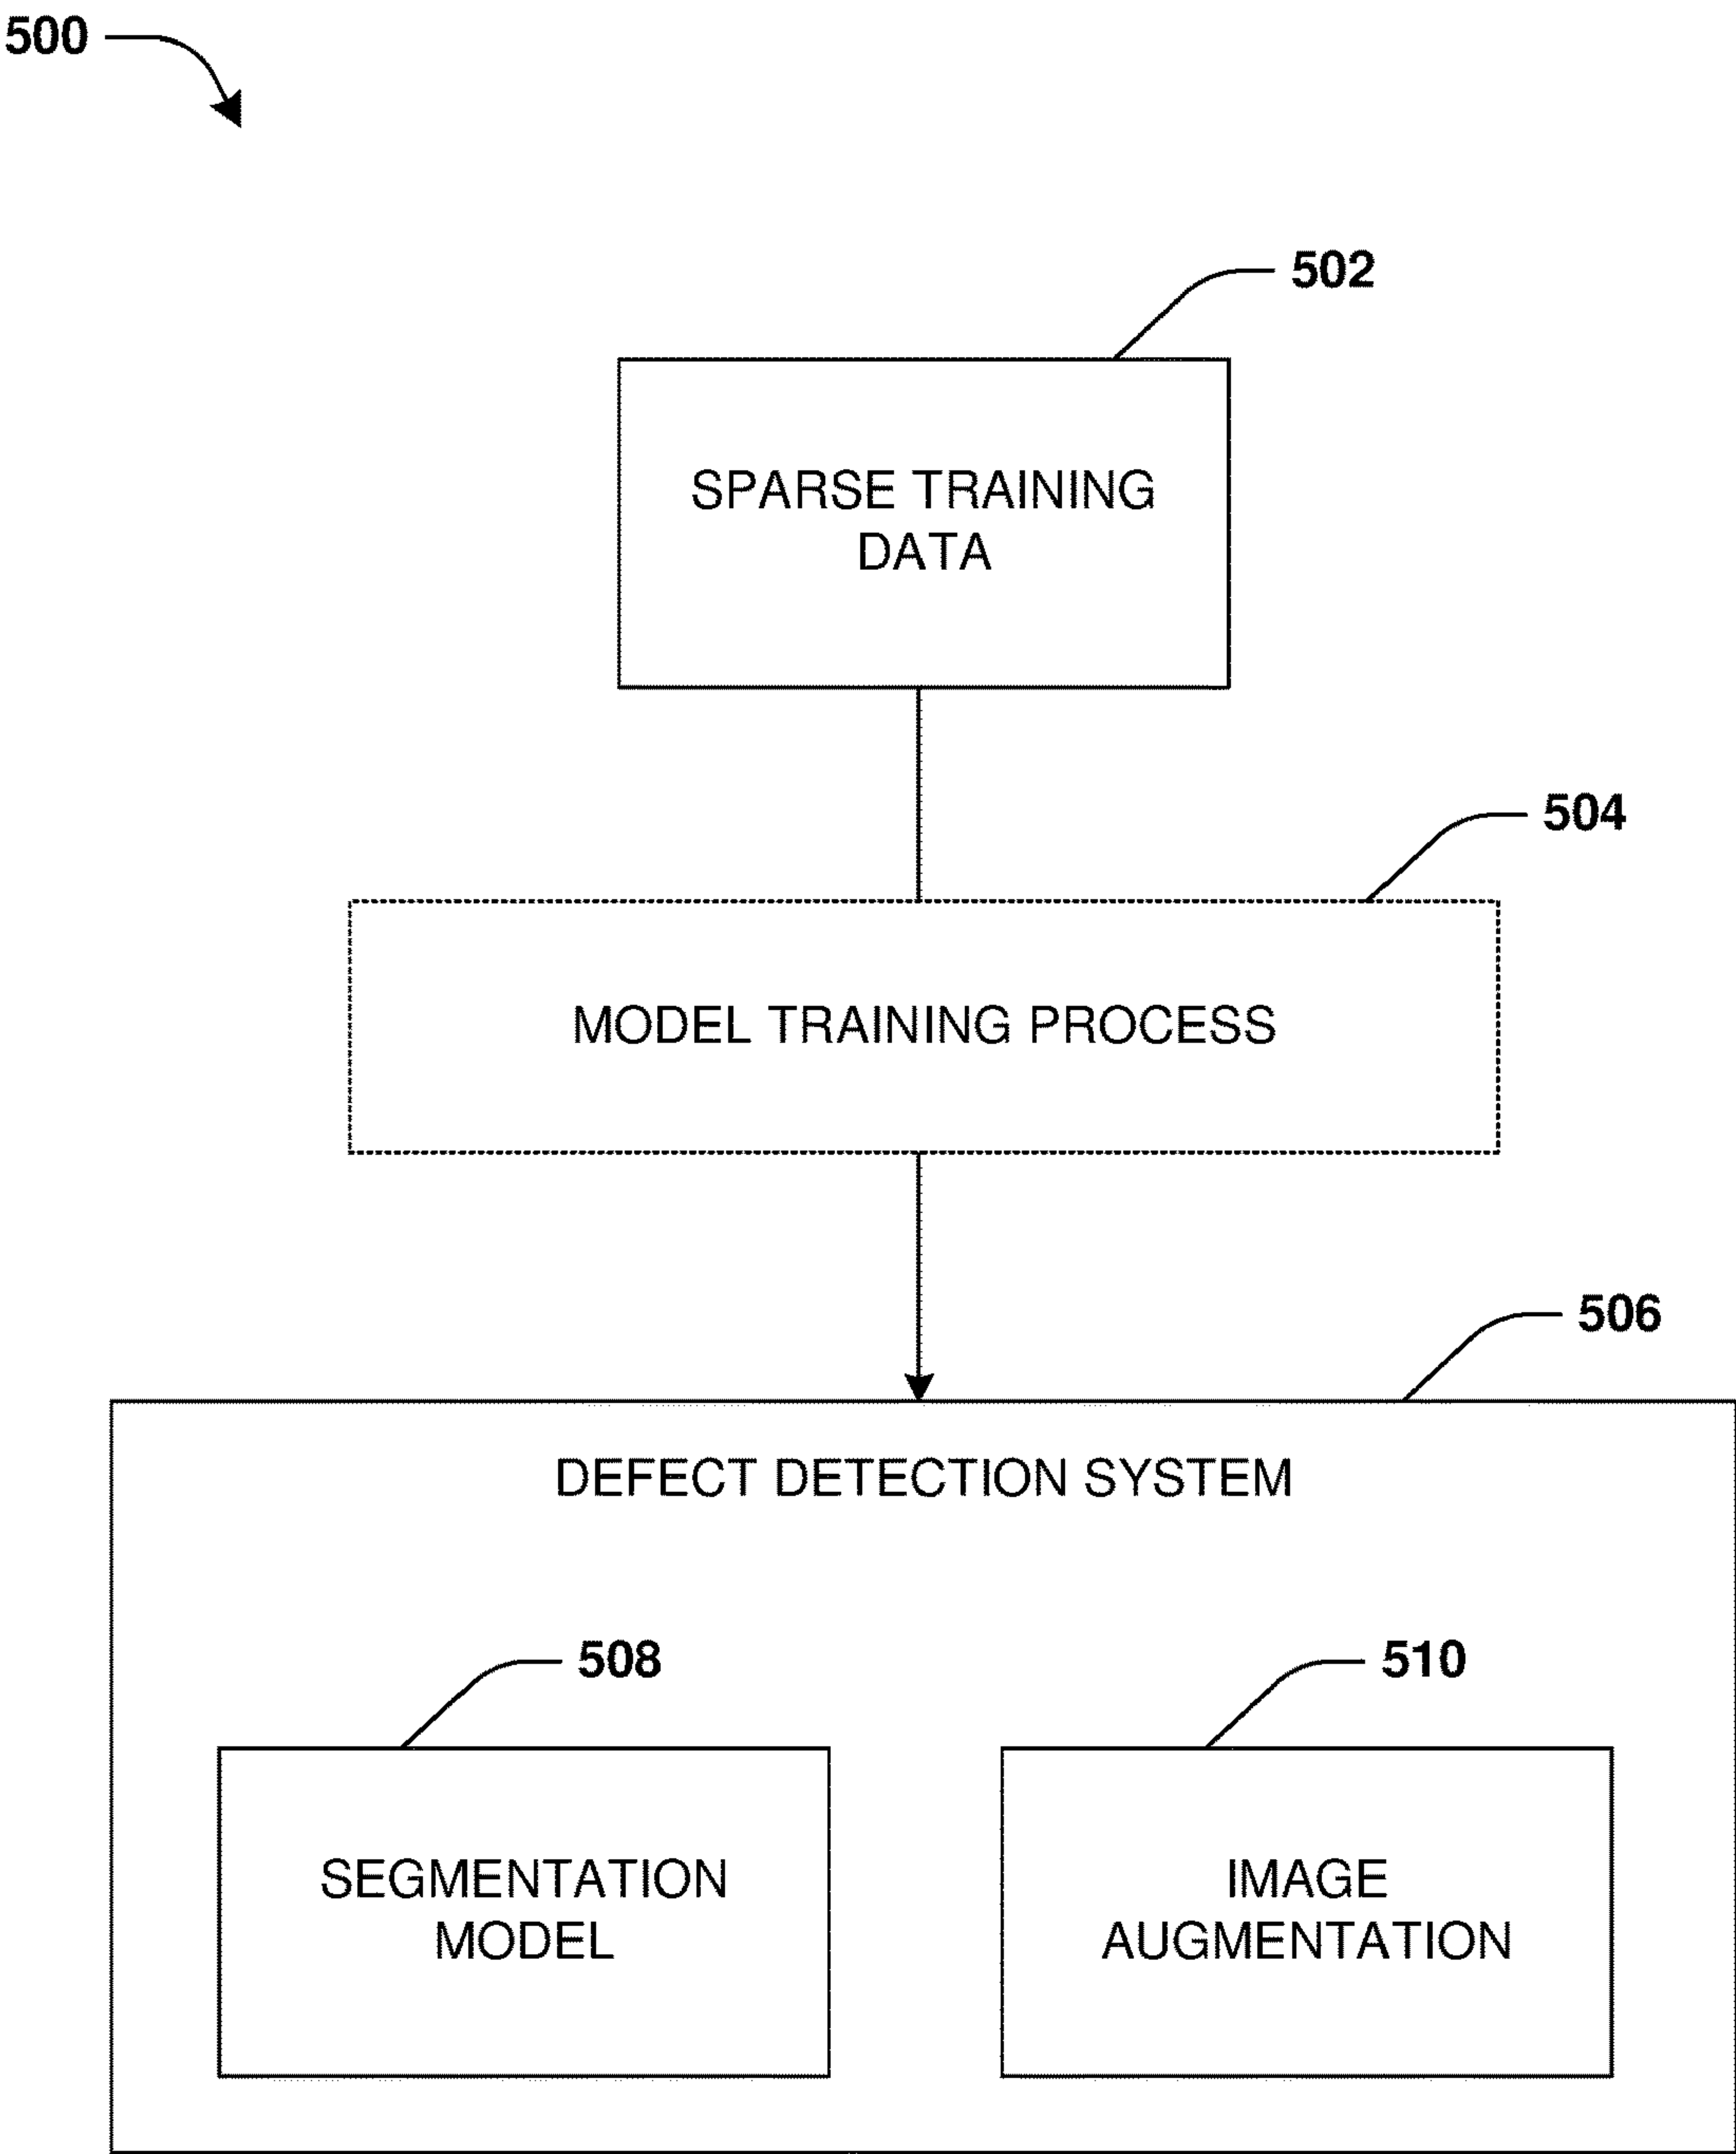 500
502
SPARSE TRAINING
DATA
504
MODEL TRAINING PROCESS
506
DEFECT DETECTION SYSTEM
508
510
SEGMENTATION
MODEL
IMAGE
AUGMENTATION